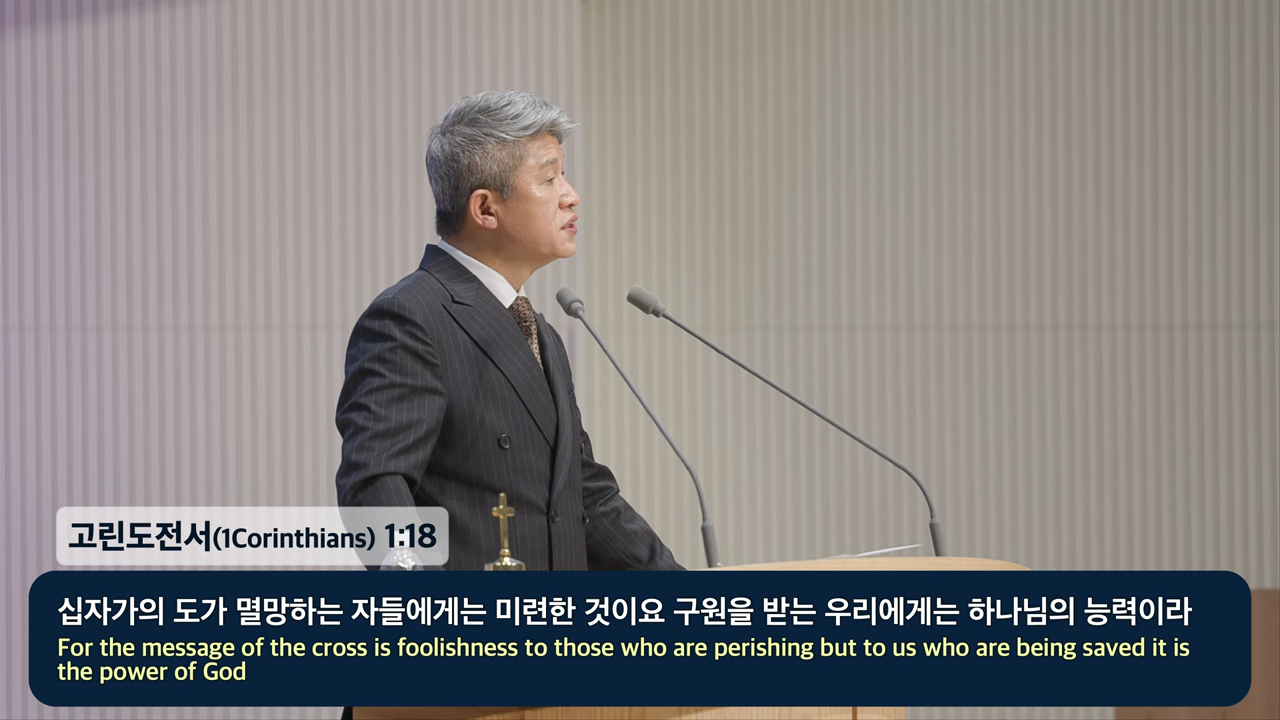 고린도전서(1Corinthians) 1:18
십자가의 도가 멸망하는 자들에게는 미련한 것이요 구원을 받는 우리에게는 하나님의 능력이라
For the message of the cross is foolishness to those who are perishing but to us who are being saved it is
the power of God